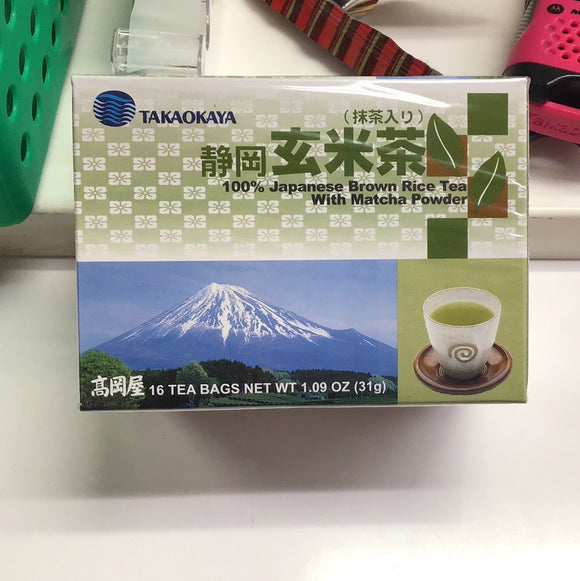 TAKAOKAYA
(抹茶入り)
静岡 玄米茶
100% Japanese Brown Rice Tea
With Matcha Powder
髙岡屋 16 TEA BAGS NET WT 1.09 OZ (31g)